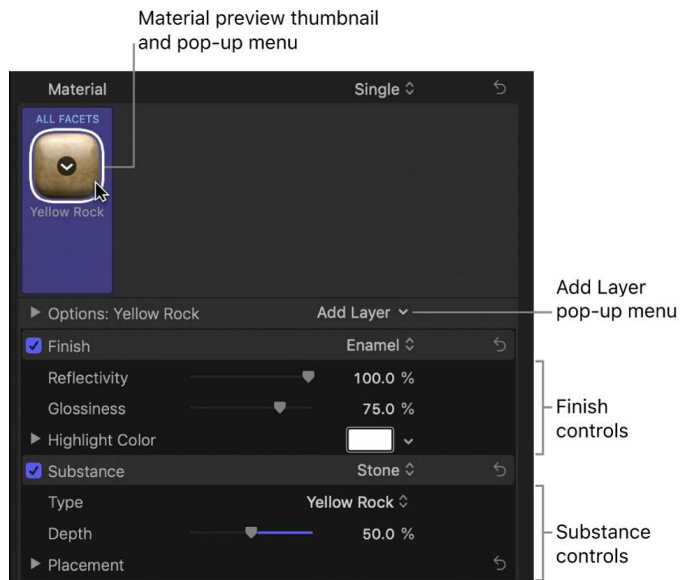 Material preview thumbnail
and pop-up menu
Material Single
ALL FACETS
Yellow Rock
Options: Yellow Rock Add Layer
Add Layer
pop-up menu
Finish Enamel
Reflectivity 100.0 %
Glossiness 75.0 %
Highlight Color
Finish
controls
Substance Stone
Type Yellow Rock
Depth 50.0 %
Placement
Substance
controls